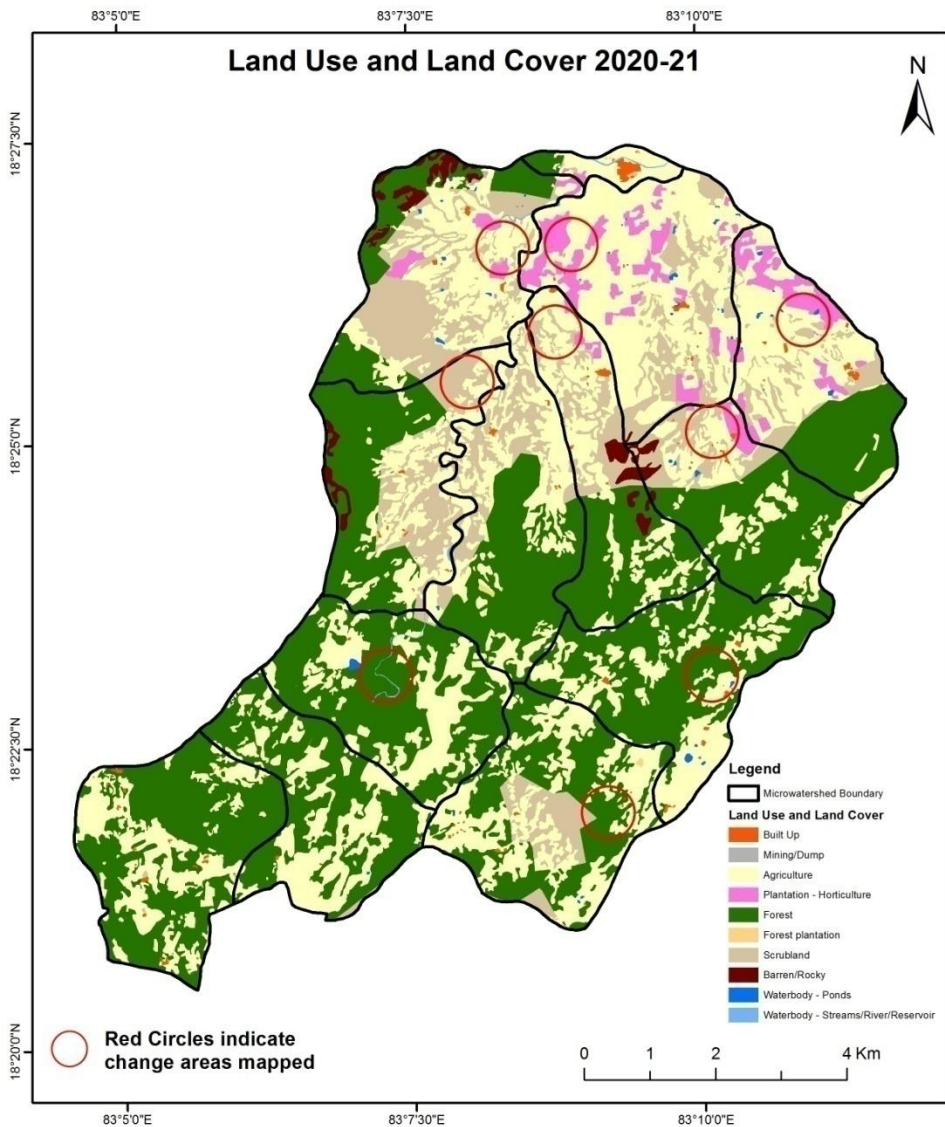 83°5'0"E 83°7'30"E 83°10'0"E
Land Use and Land Cover 2020-21
N
18°27'30"N
18°25'0"N
18°22'30"N
18°20'0"N
Legend
Microwatershed Boundary
Land Use and Land Cover
Built Up
Mining/Dump
Agriculture
Plantation - Horticulture
Forest
Forest plantation
Scrubland
Barren/Rocky
Waterbody - Ponds
Waterbody - Streams/River/Reservoir
Red Circles indicate
change areas mapped
0 1 2 4 Km
83°5'0"E 83°7'30"E 83°10'0"E